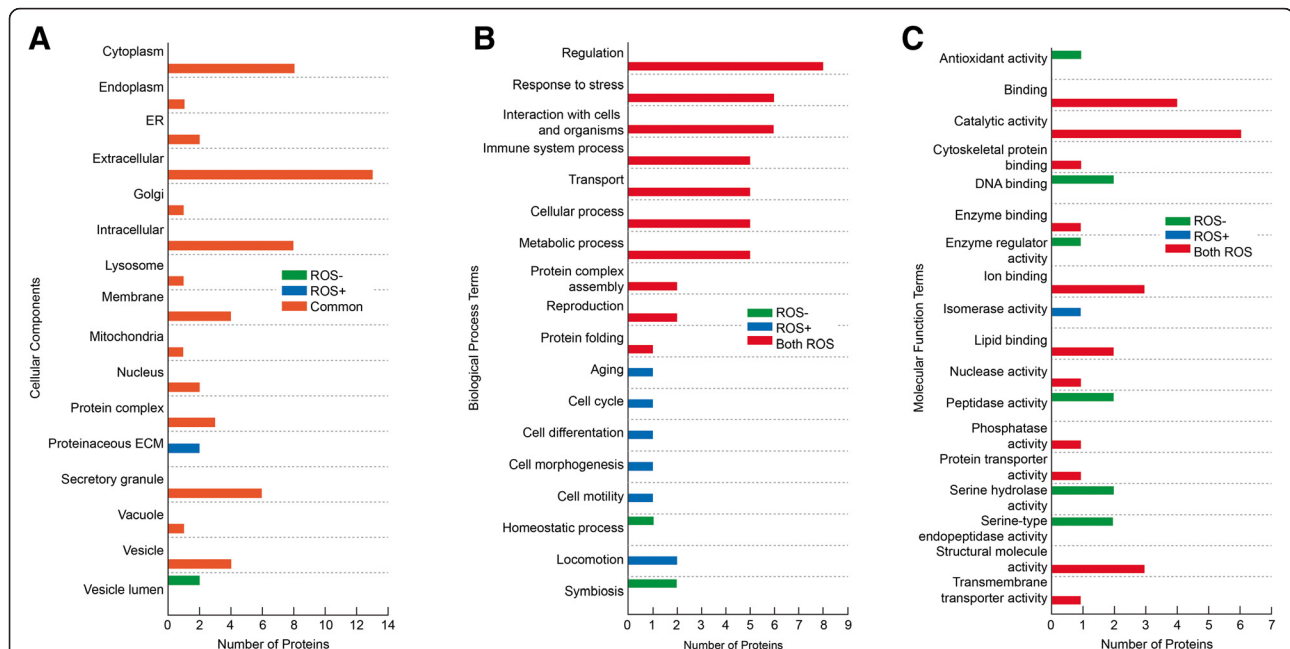 A
Cytoplasm
Endoplasm
ER
Extracellular
Golgi
Intracellular
Lysosome
Membrane
Mitochondria
Nucleus
Protein complex
Proteinaceous ECM
Secretory granule
Vacuole
Vesicle
Vesicle lumen
Cellular Components
ROS-
ROS+
Common
0 2 4 6 8 10 12 14
Number of Proteins
B
Regulation
Response to stress
Interaction with cells
and organisms
Immune system process
Transport
Cellular process
Metabolic process
Protein complex
assembly
Reproduction
Protein folding
Aging
Cell cycle
Cell differentation
Cell morphogenesis
Cell motility
Homeostatic process
Locomotion
Symbiosis
Biological Process Terms
ROS-
ROS+
Both ROS
0 1 2 3 4 5 6 7 8 9
Number of Proteins
C
Antioxidant activity
Binding
Catalytic activity
Cytoskeletal protein
binding
DNA binding
Enzyme binding
Enzyme regulator
activity
Ion binding
Isomerase activity
Lipid binding
Nuclease activity
Peptidase activity
Phosphatase
activity
Protein transporter
activity
Serine hydrolase
activity
Serine-type
endopeptidase activity
Structural molecule
activity
Transmembrane
transporter activity
Molecular Function Terms
ROS-
ROS+
Both ROS
0 1 2 3 4 5 6 7
Number of Proteins